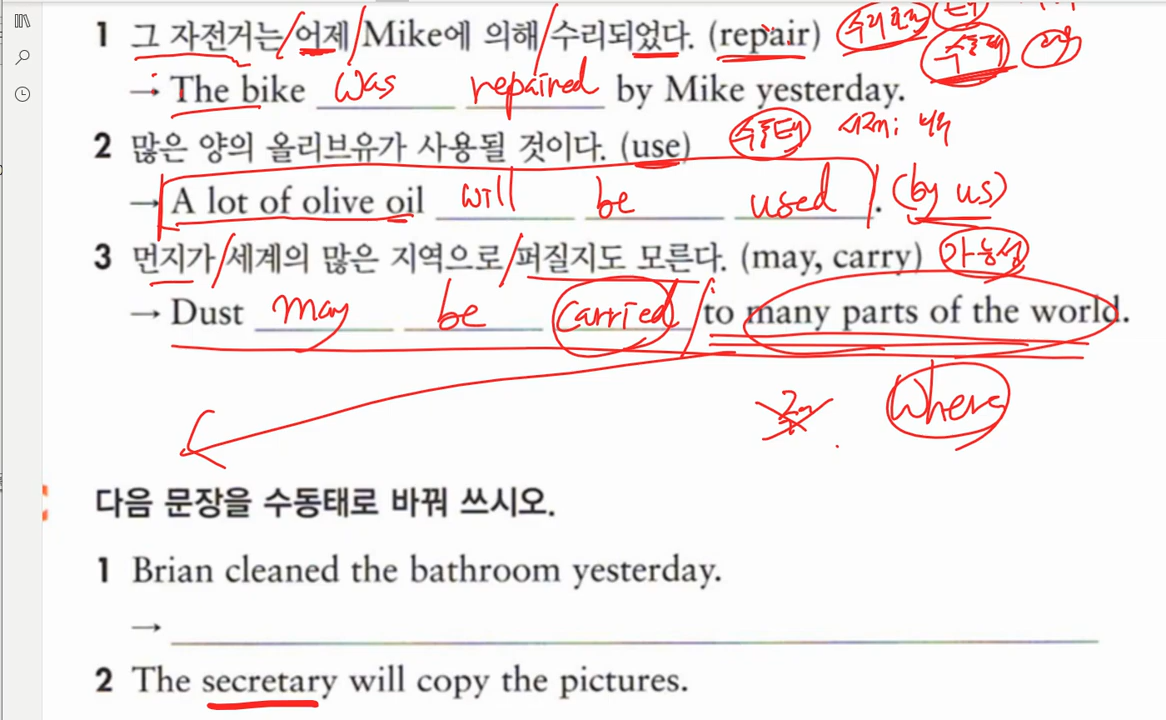 1 그 자전거는/어제/Mike에 의해/수리되었다. (repair) 수동태
→ The bike was repaired by Mike yesterday.
2 많은 양의 올리브유가 사용될 것이다. (use) 수동태
→ A lot of olive oil will be used. (by us)
3 먼지가/세계의 많은 지역으로/퍼질지도 모른다. (may, carry) 가능성
→ Dust may be carried/to many parts of the world.
Where
다음 문장을 수동태로 바꿔 쓰시오.
1 Brian cleaned the bathroom yesterday.
→
2 The secretary will copy the pictures.